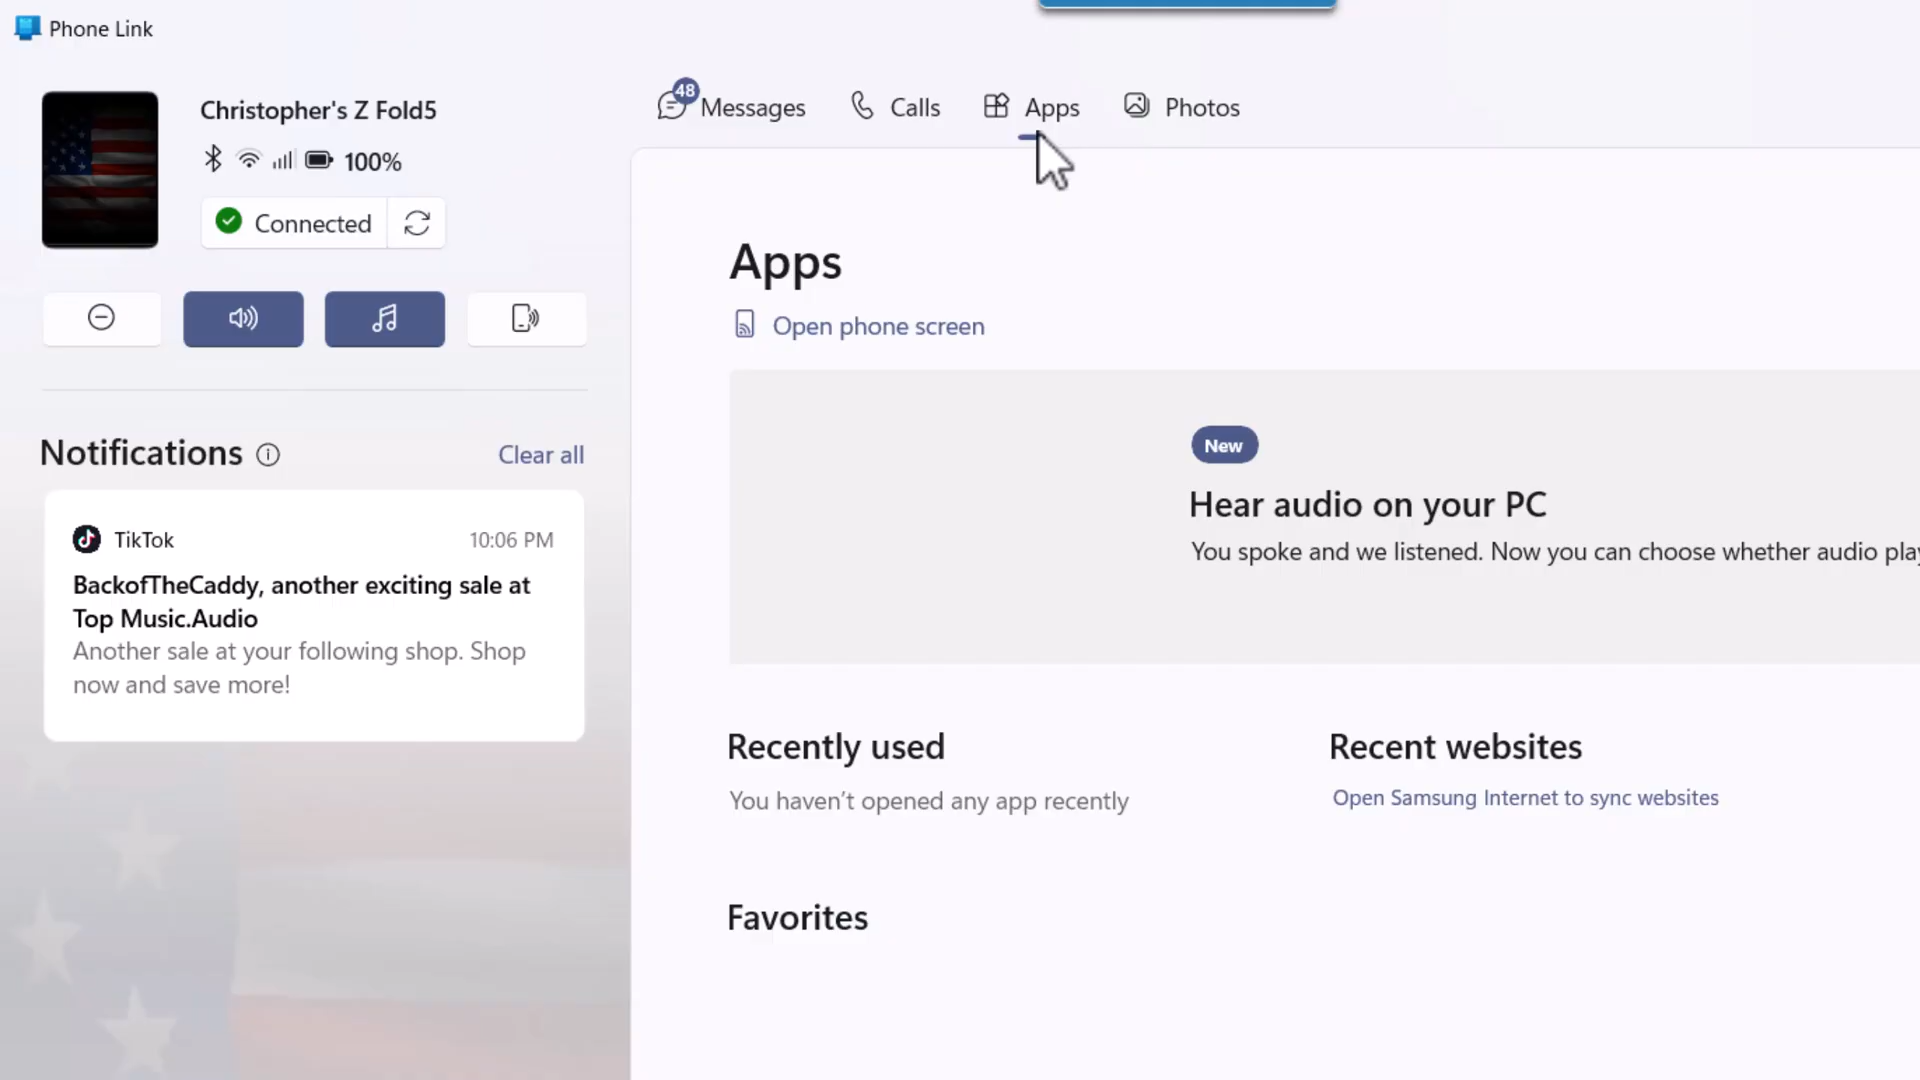 Phone Link
Christopher's Z Fold5
100%
Connected
48
Messages
Calls
Apps
Photos
Apps
Open phone screen
New
Hear audio on your PC
You spoke and we listened. Now you can choose whether audio
Notifications
Clear all
TikTok
10:06 PM
BackofTheCaddy, another exciting sale at
Top Music.Audio
Another sale at your following shop. Shop
now and save more!
Recently used
You haven't opened any app recently
Recent websites
Open Samsung Internet to sync websites
Favorites